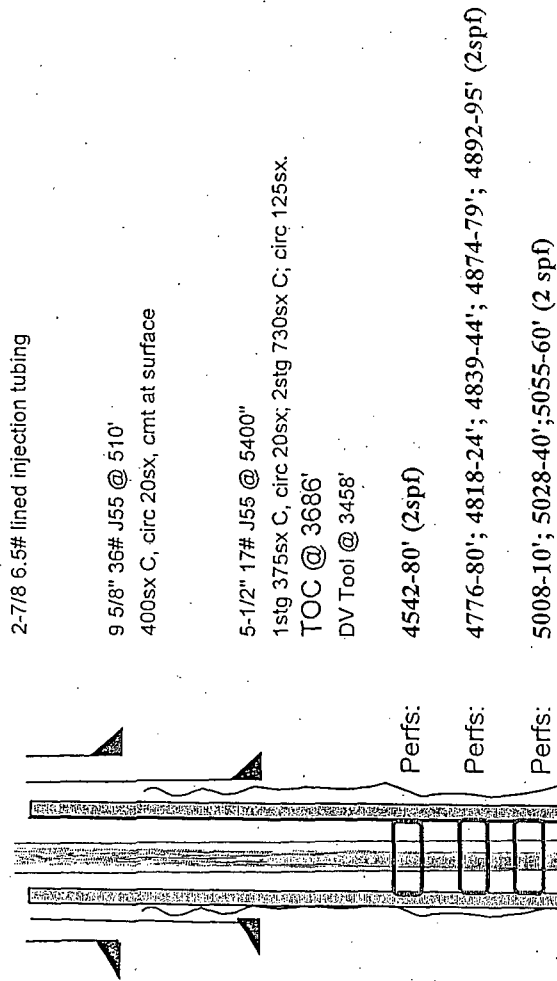 2-7/8 6.5# lined injection tubing
9 5/8" 36# J55 @ 510'
400sx C, circ 20sx, cmt at surface
5-1/2" 17# J55 @ 5400"
1stg 375sx C, circ 20sx; 2stg 730sx C; circ 125sx.
TOC @ 3686'
DV Tool @ 3458'
Perfs: 4542-80' (2spf)
Perfs: 4776-80'; 4818-24'; 4839-44'; 4874-79'; 4892-95' (2spf)
Perfs: 5008-10'; 5028-40';5055-60' (2 spf)